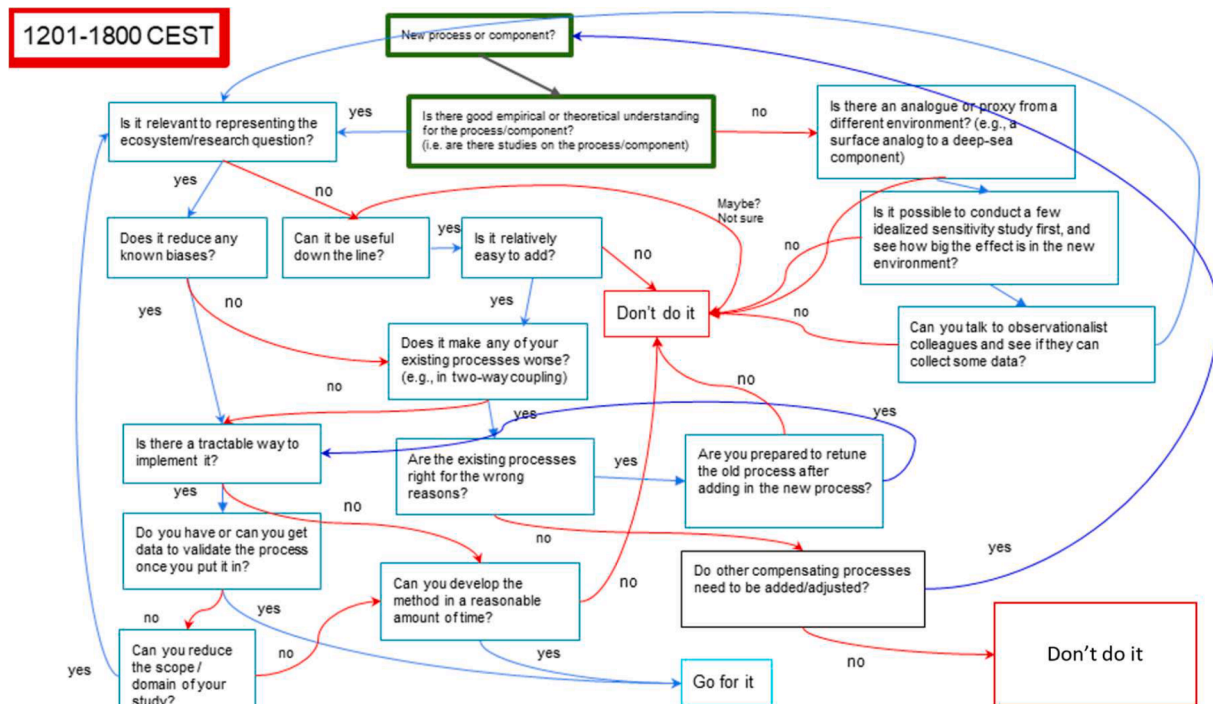 1201-1800 CEST
New process or component?
yes
Is there good empirical or theoretical understanding
for the process/component?
(i.e. are there studies on the process/component)
no
Is there an analogue or proxy from a
different environment? (e.g., a
surface analog to a deep-sea
component)
Is it relevant to representing the
ecosystem/research question?
yes
no
Maybe?
Not sure
Is it possible to conduct a few
idealized sensitivity study first, and
see how big the effect is in the new
environment?
no
Does it reduce any
known biases?
Can it be useful
down the line?
yes
Is it relatively
easy to add?
no
yes
no
yes
Don't do it
no
Can you talk to observationalist
colleagues and see if they can
collect some data?
Does it make any of your
existing processes worse?
(e.g., in two-way coupling)
no
yes
no
yes
Is there a tractable way to
implement it?
Are the existing processes
right for the wrong
reasons?
yes
Are you prepared to retune
the old process after
adding in the new process?
yes
no
no
Do you have or can you get
data to validate the process
once you put it in?
Can you develop the
method in a reasonable
amount of time?
no
Do other compensating processes
need to be added/adjusted?
yes
no
yes
Can you reduce
the scope /
domain of your
study?
yes
no
yes
Go for it
no
Don't do it